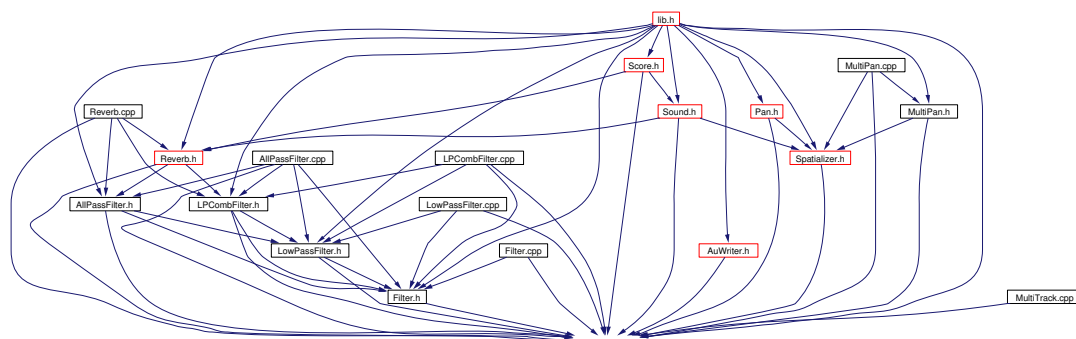 lib.h
Score.h
MultiPan.cpp
Reverb.cpp
Sound.h
Pan.h
MultiPan.h
Reverb.h
AllPassFilter.cpp
LPCombFilter.cpp
Spatializer.h
AllPassFilter.h
LPCombFilter.h
LowPassFilter.cpp
LowPassFilter.h
Filter.cpp
AuWriter.h
Filter.h
MultiTrack.cpp